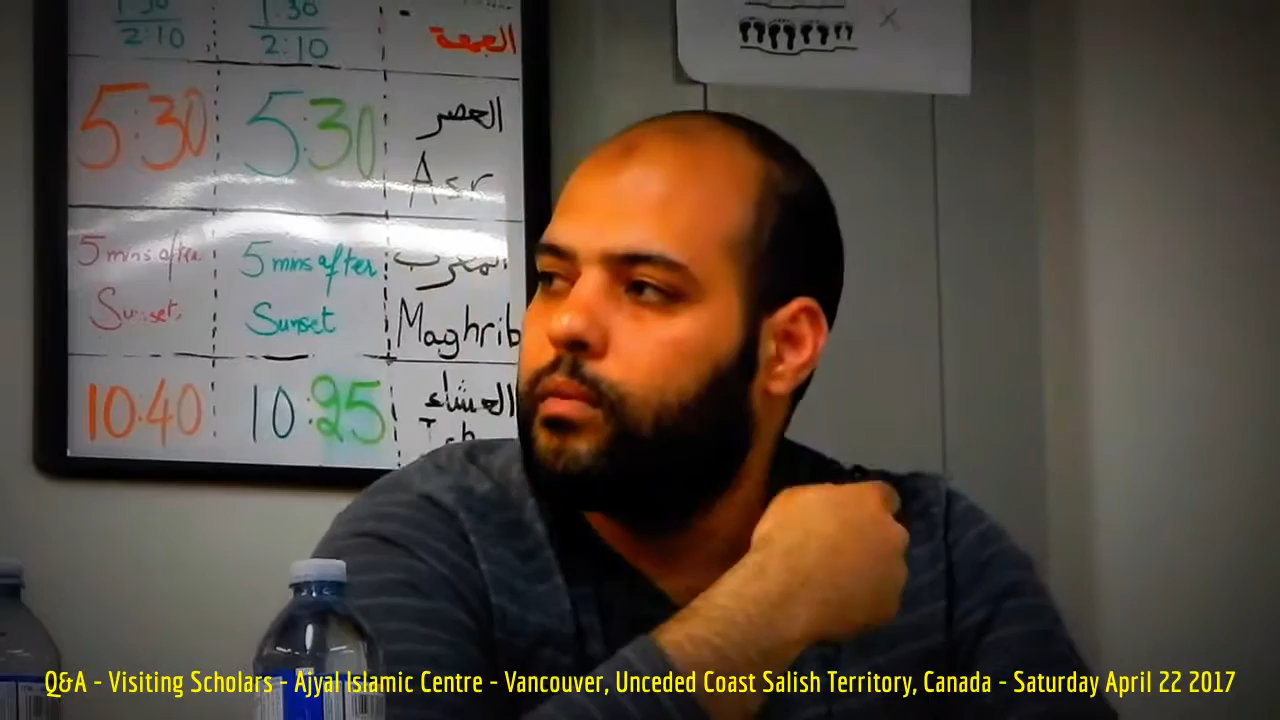 1:30 1:30
2:10 2:10 الجمعة
5:30 5:30 العصر
Asr
5 mins after 5 mins after المغرب
Sunset. Sunset Maghrib
10:40 10:25 العشاء
Q&A - Visiting Scholars - Ajyal Islamic Centre - Vancouver, Unceded Coast Salish Territory, Canada - Saturday April 22 2017